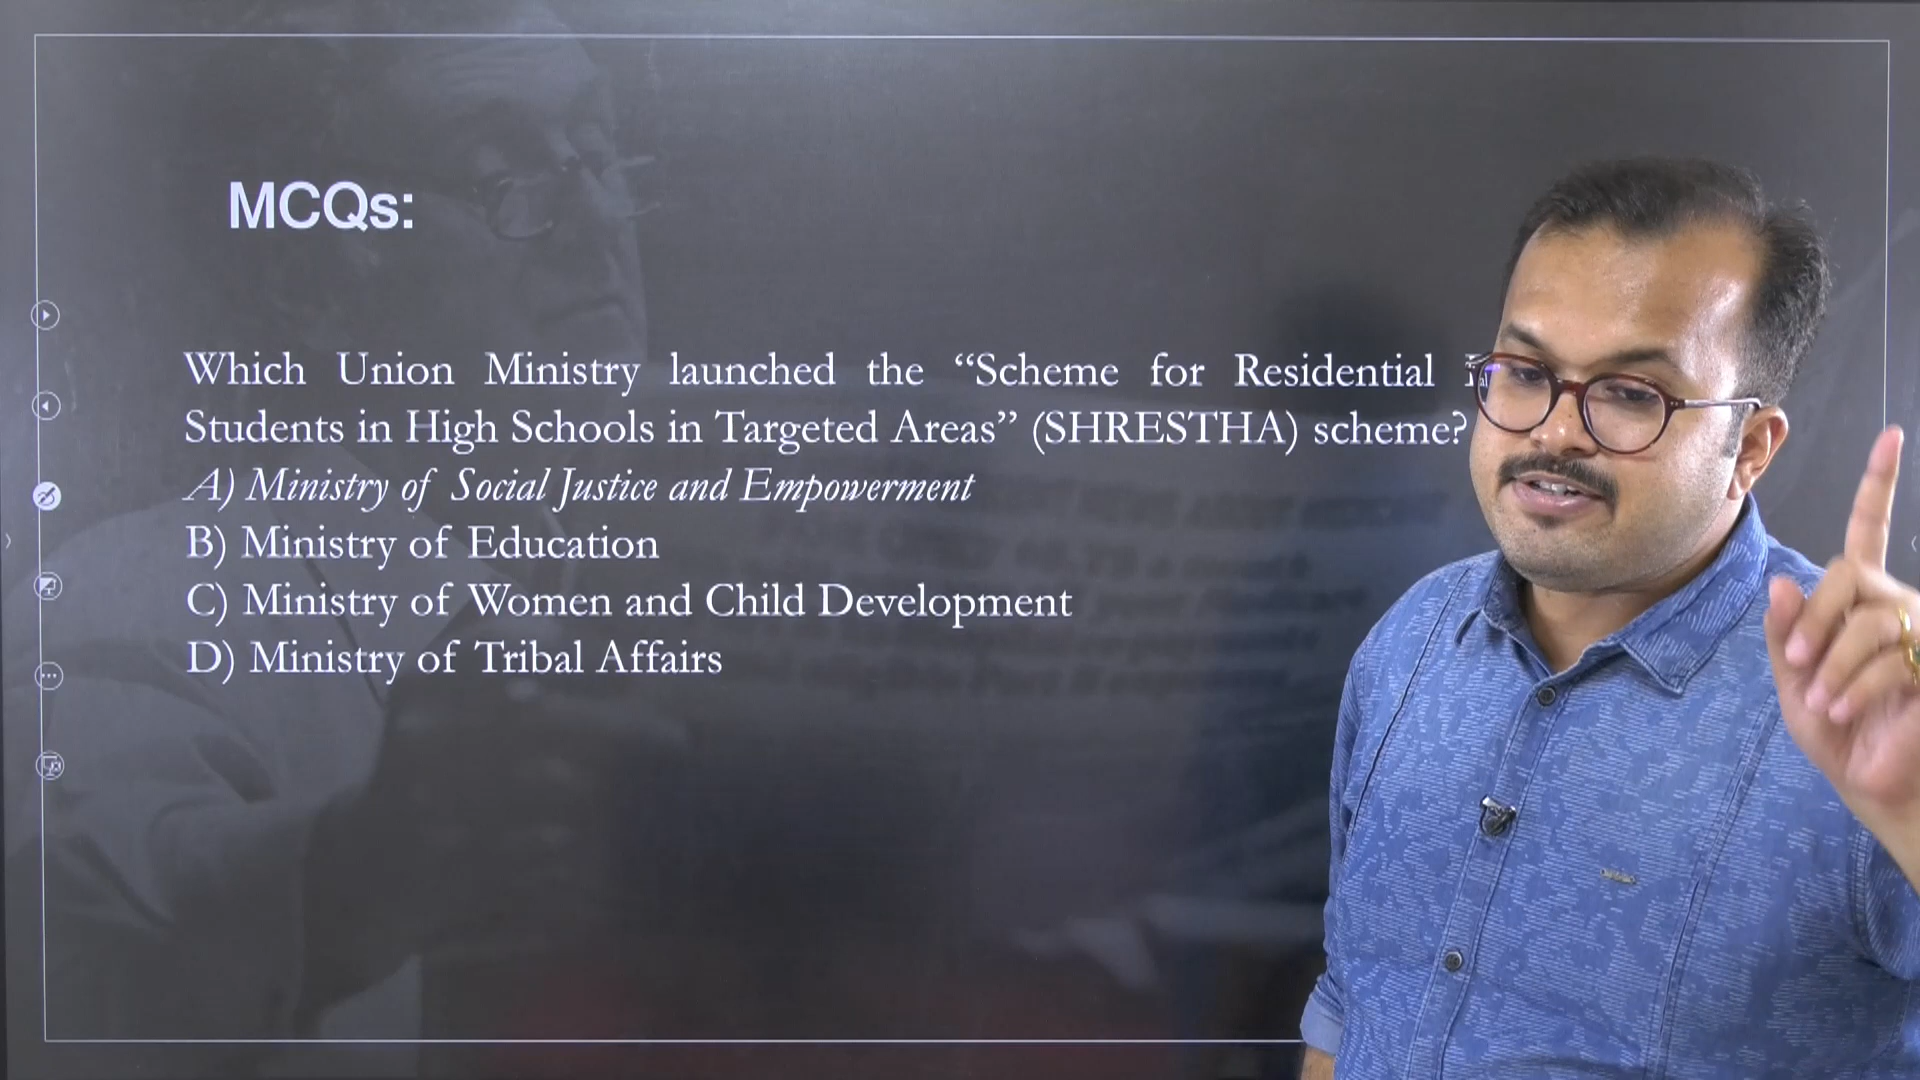 MCQs:
Which Union Ministry launched the “Scheme for Residential
Students in High Schools in Targeted Areas” (SHRESTHA) scheme?
A) Ministry of Social Justice and Empowerment
B) Ministry of Education
C) Ministry of Women and Child Development
D) Ministry of Tribal Affairs